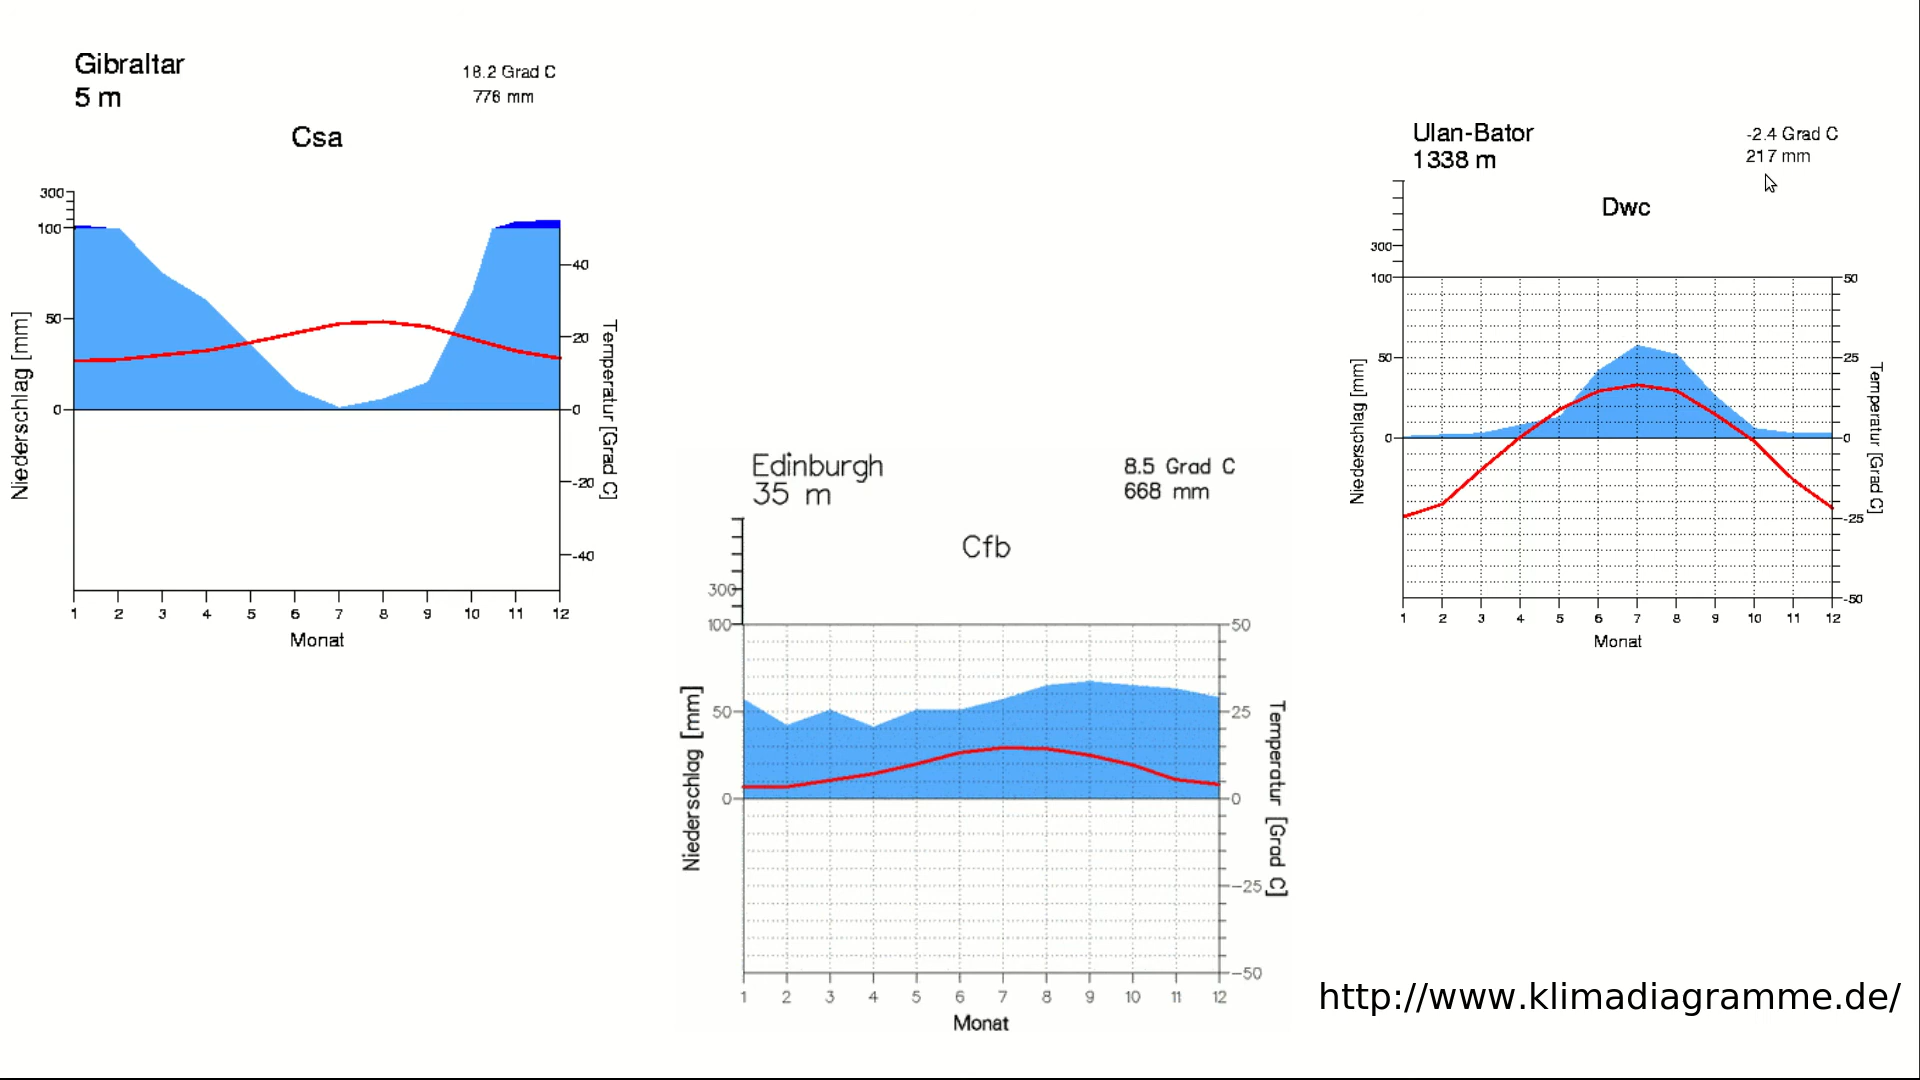 Gibraltar
5 m
18.2 Grad C
776 mm
Csa
300
100
50
0
40
20
0
-20
-40
Niederschlag [mm]
Temperatur [Grad C]
1 2 3 4 5 6 7 8 9 10 11 12
Monat
Edinburgh
35 m
8.5 Grad C
668 mm
Cfb
300
100
50
0
50
25
0
-25
-50
Niederschlag [mm]
Temperatur [Grad C]
1 2 3 4 5 6 7 8 9 10 11 12
Monat
Ulan-Bator
1338 m
-2.4 Grad C
217 mm
Dwc
300
100
50
0
50
25
0
-25
-50
Niederschlag [mm]
Temperatur [Grad C]
1 2 3 4 5 6 7 8 9 10 11 12
Monat
http://www.klimadiagramme.de/